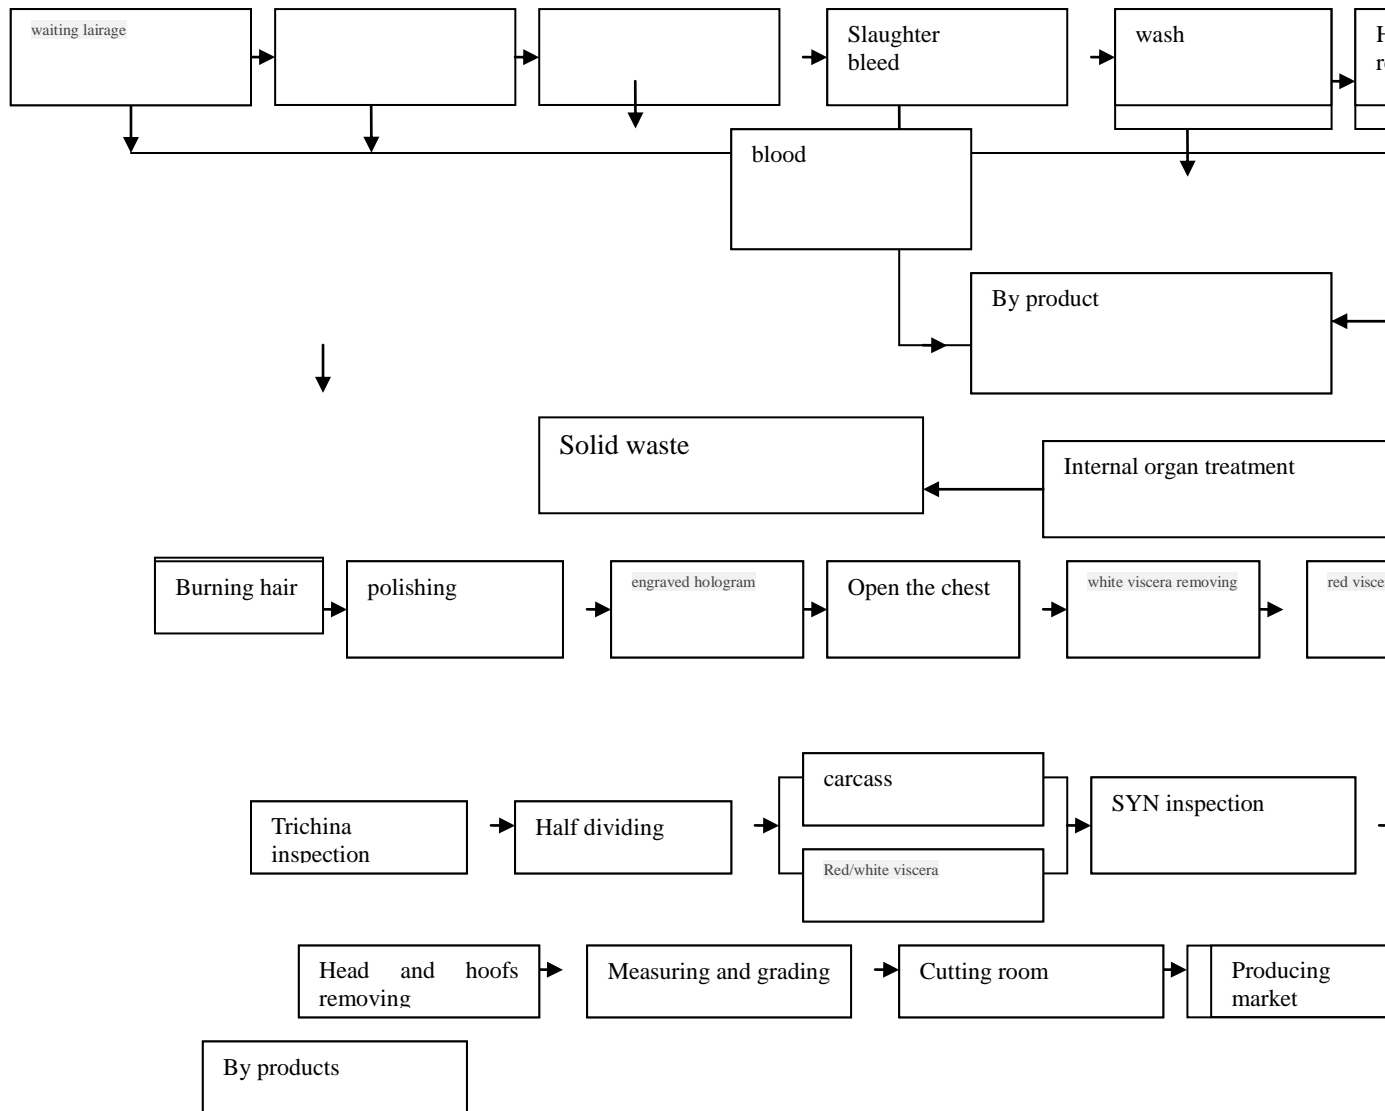 waiting lairage
Slaughter
bleed
wash
blood
By product
Solid waste
Internal organ treatment
Burning hair
polishing
engraved hologram
Open the chest
white viscera removing
red
carcass
SYN inspection
Trichina
inspection
Half dividing
Red/white viscera
Head and hoofs
removing
Measuring and grading
Cutting room
Producing
market
By products